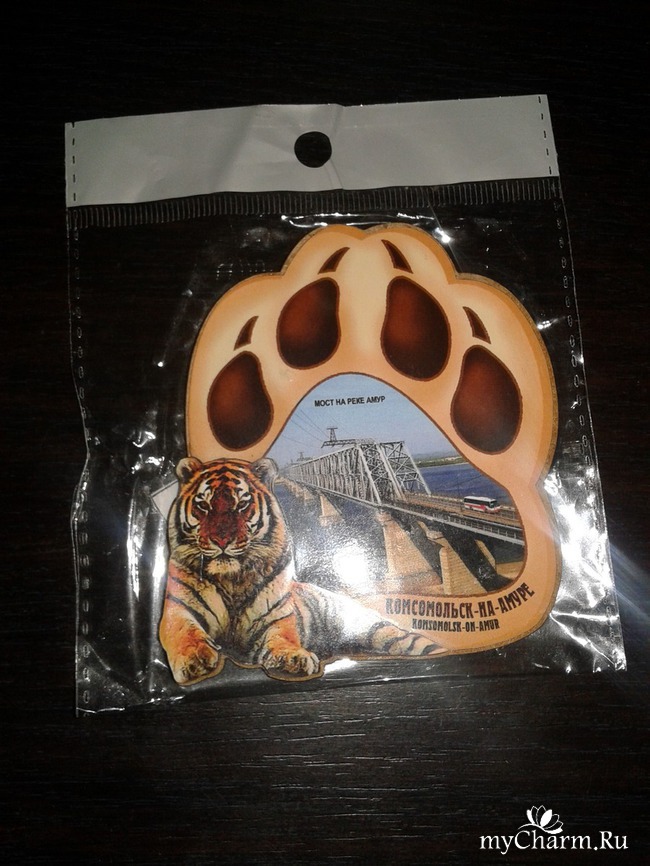 МОСТ НА РЕКЕ АМУР
КОМСОМОЛЬСК-НА-АМУРЕ
KOMSOMOLSK-ON-AMUR
myCharm.Ru